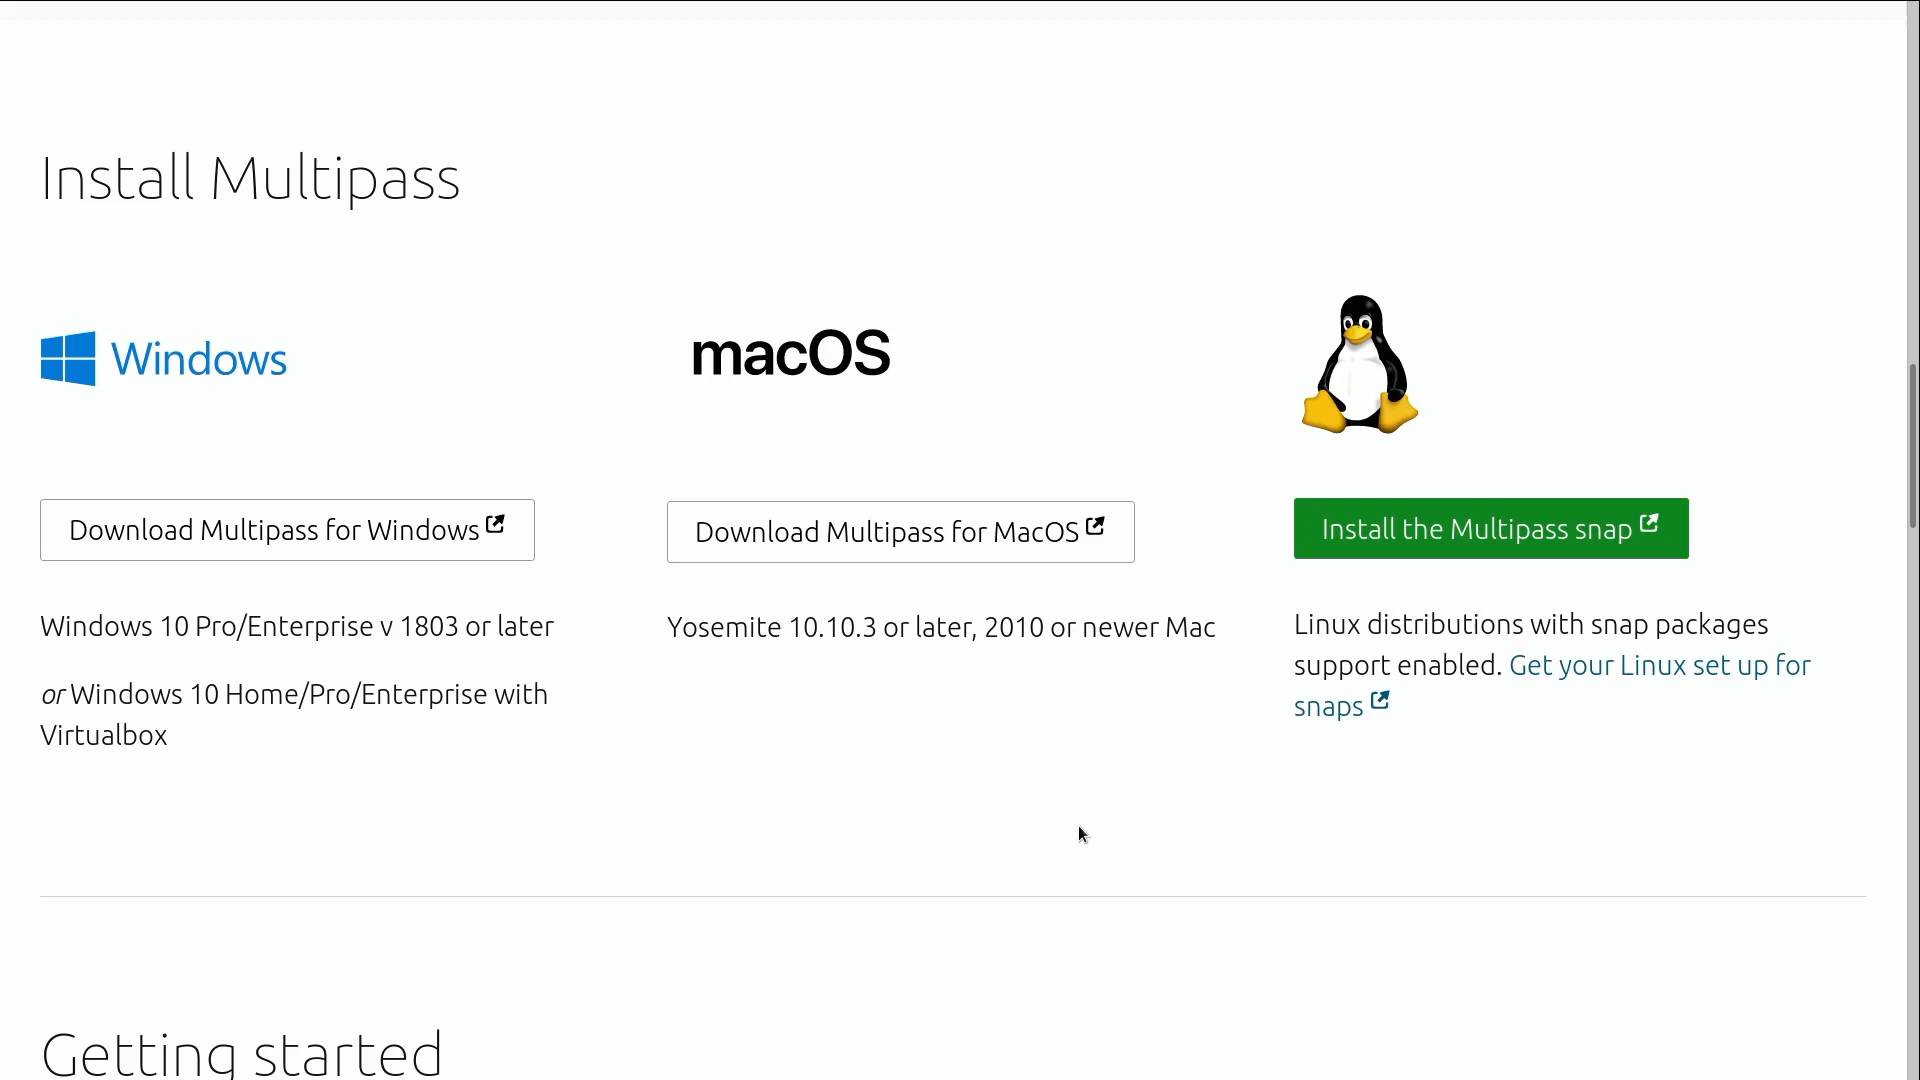 Install Multipass
Windows
macOS
Download Multipass for Windows
Download Multipass for MacOS
Install the Multipass snap
Windows 10 Pro/Enterprise v 1803 or later
or Windows 10 Home/Pro/Enterprise with
Virtualbox
Yosemite 10.10.3 or later, 2010 or newer Mac
Linux distributions with snap packages
support enabled. Get your Linux set up for
snaps
Getting started